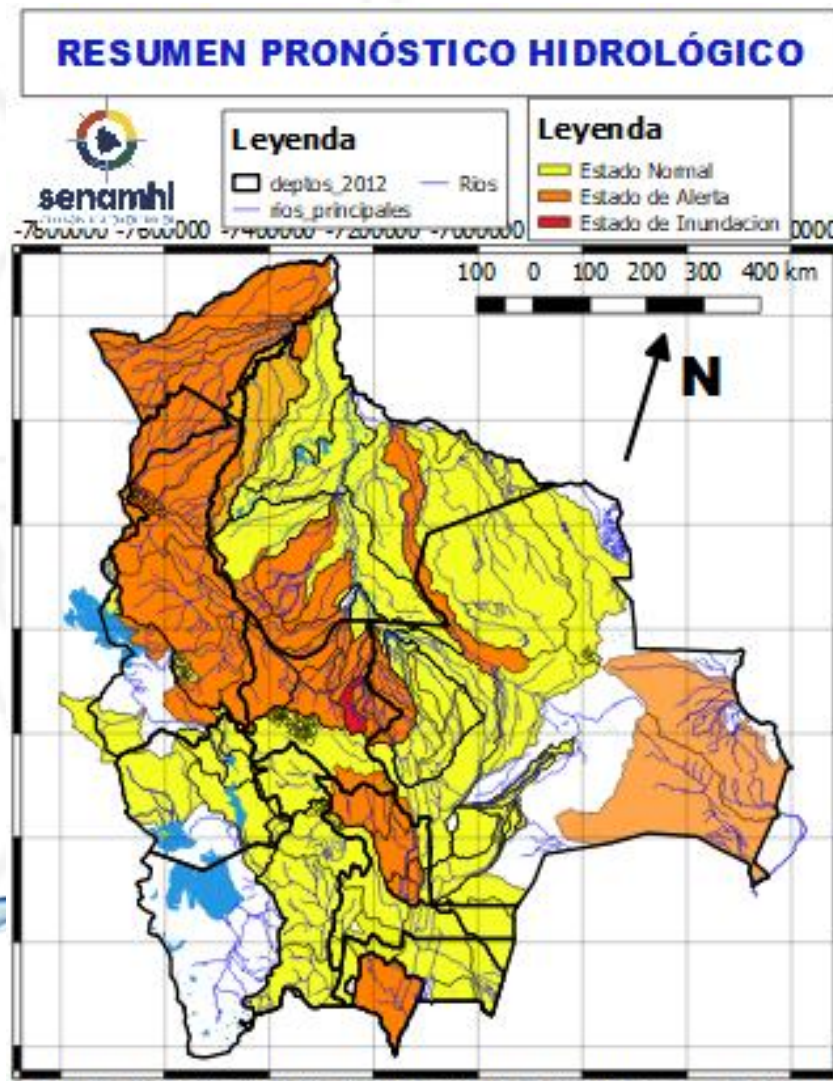 RESUMEN PRONÓSTICO HIDROLÓGICO
senamhi
Leyenda
deptos_2012
Rios
rios_principales
Leyenda
Estado Normal
Estado de Alerta
Estado de Inundacion
-7600000 -7400000 -7200000 -7000000
100 0 100 200 300 400 km
N